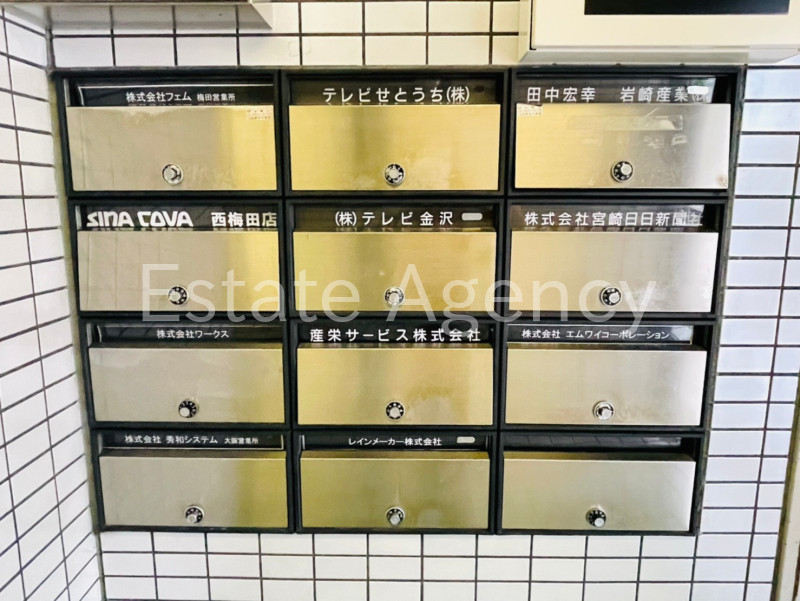 株式会社フェム 梅田営業所
テレビせとうち(株)
田中宏幸 岩崎産業㈱
SINA COVA 西梅田店
(株)テレビ金沢
株式会社宮崎日日新聞社
Estate Agency
株式会社ワークス
産栄サービス株式会社
株式会社 エムワイコーポレーション
株式会社 秀和システム 大阪営業所
レインメーカー株式会社